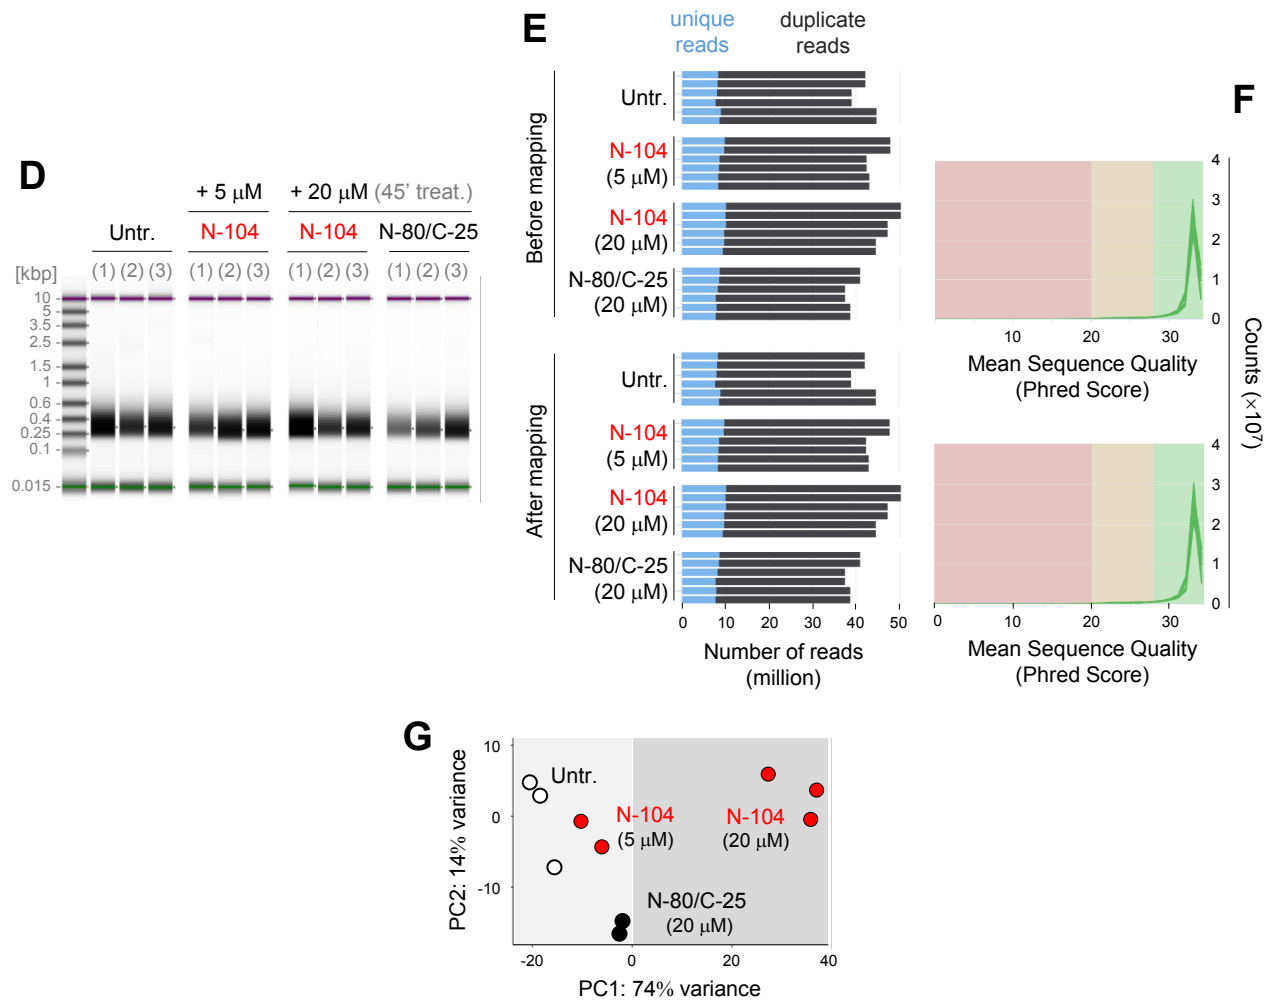 D
+ 5 µM
+ 20 µM (45' treat.)
Untr.
N-104
N-104
N-80/C-25
[kbp]
(1) (2) (3)
(1) (2) (3)
(1) (2) (3)
(1) (2) (3)
10
5
3.5
2.5
1.5
1
0.6
0.4
0.25
0.1
0.015
E
unique
reads
duplicate
reads
Before mapping
Untr.
N-104
(5 µM)
N-104
(20 µM)
N-80/C-25
(20 µM)
After mapping
Untr.
N-104
(5 µM)
N-104
(20 µM)
N-80/C-25
(20 µM)
0 10 20 30 40 50
Number of reads
(million)
F
4
3
2
1
0
10 20 30
Mean Sequence Quality
(Phred Score)
Counts (×10⁷)
4
3
2
1
0
0 10 20 30
Mean Sequence Quality
(Phred Score)
G
PC2: 14% variance
10
0
-10
Untr.
N-104
(5 µM)
N-104
(20 µM)
N-80/C-25
(20 µM)
-20 0 20 40
PC1: 74% variance